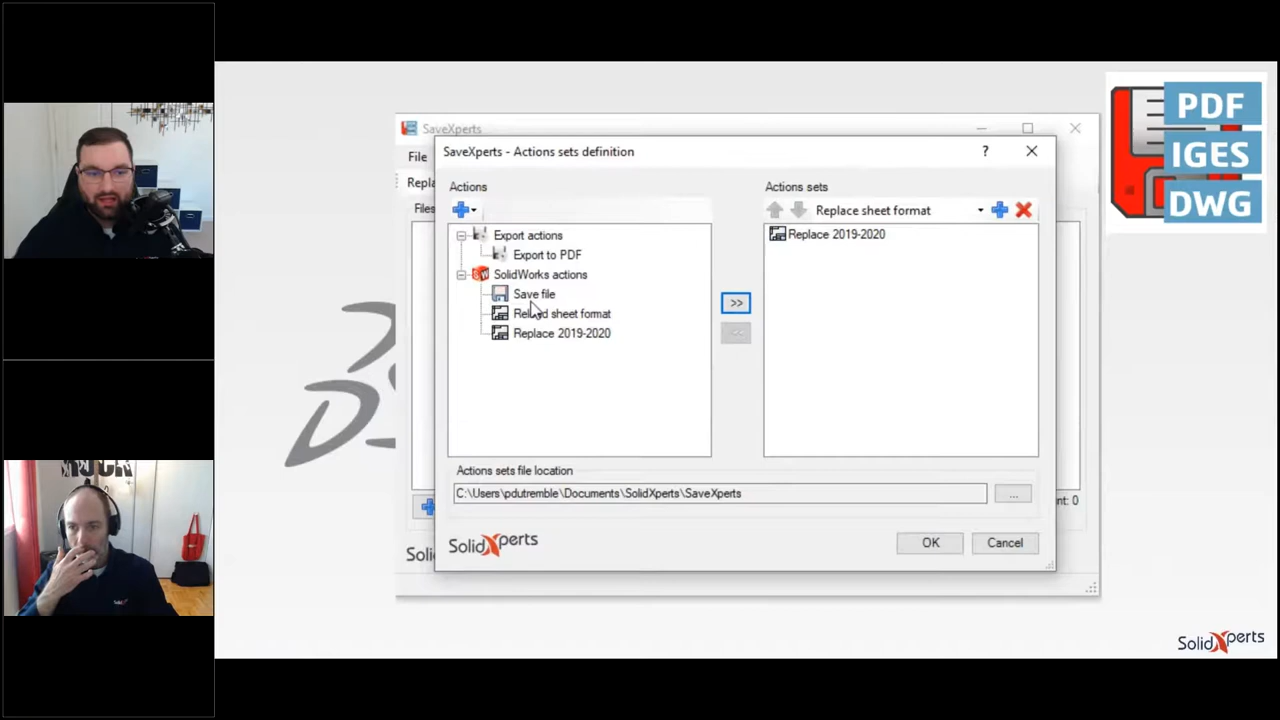 PDF
IGES
DWG
SaveXperts
File
Repla
Files
SaveXperts - Actions sets definition
?
Actions
Actions sets
Replace sheet format
Export actions
Export to PDF
SolidWorks actions
Save file
Reload sheet format
Replace 2019-2020
Replace 2019-2020
>>
<<
Actions sets file location
C:\Users\pdutremble\Documents\SolidXperts\SaveXperts
...
nt: 0
SolidXperts
OK
Cancel
Soli
SolidXperts